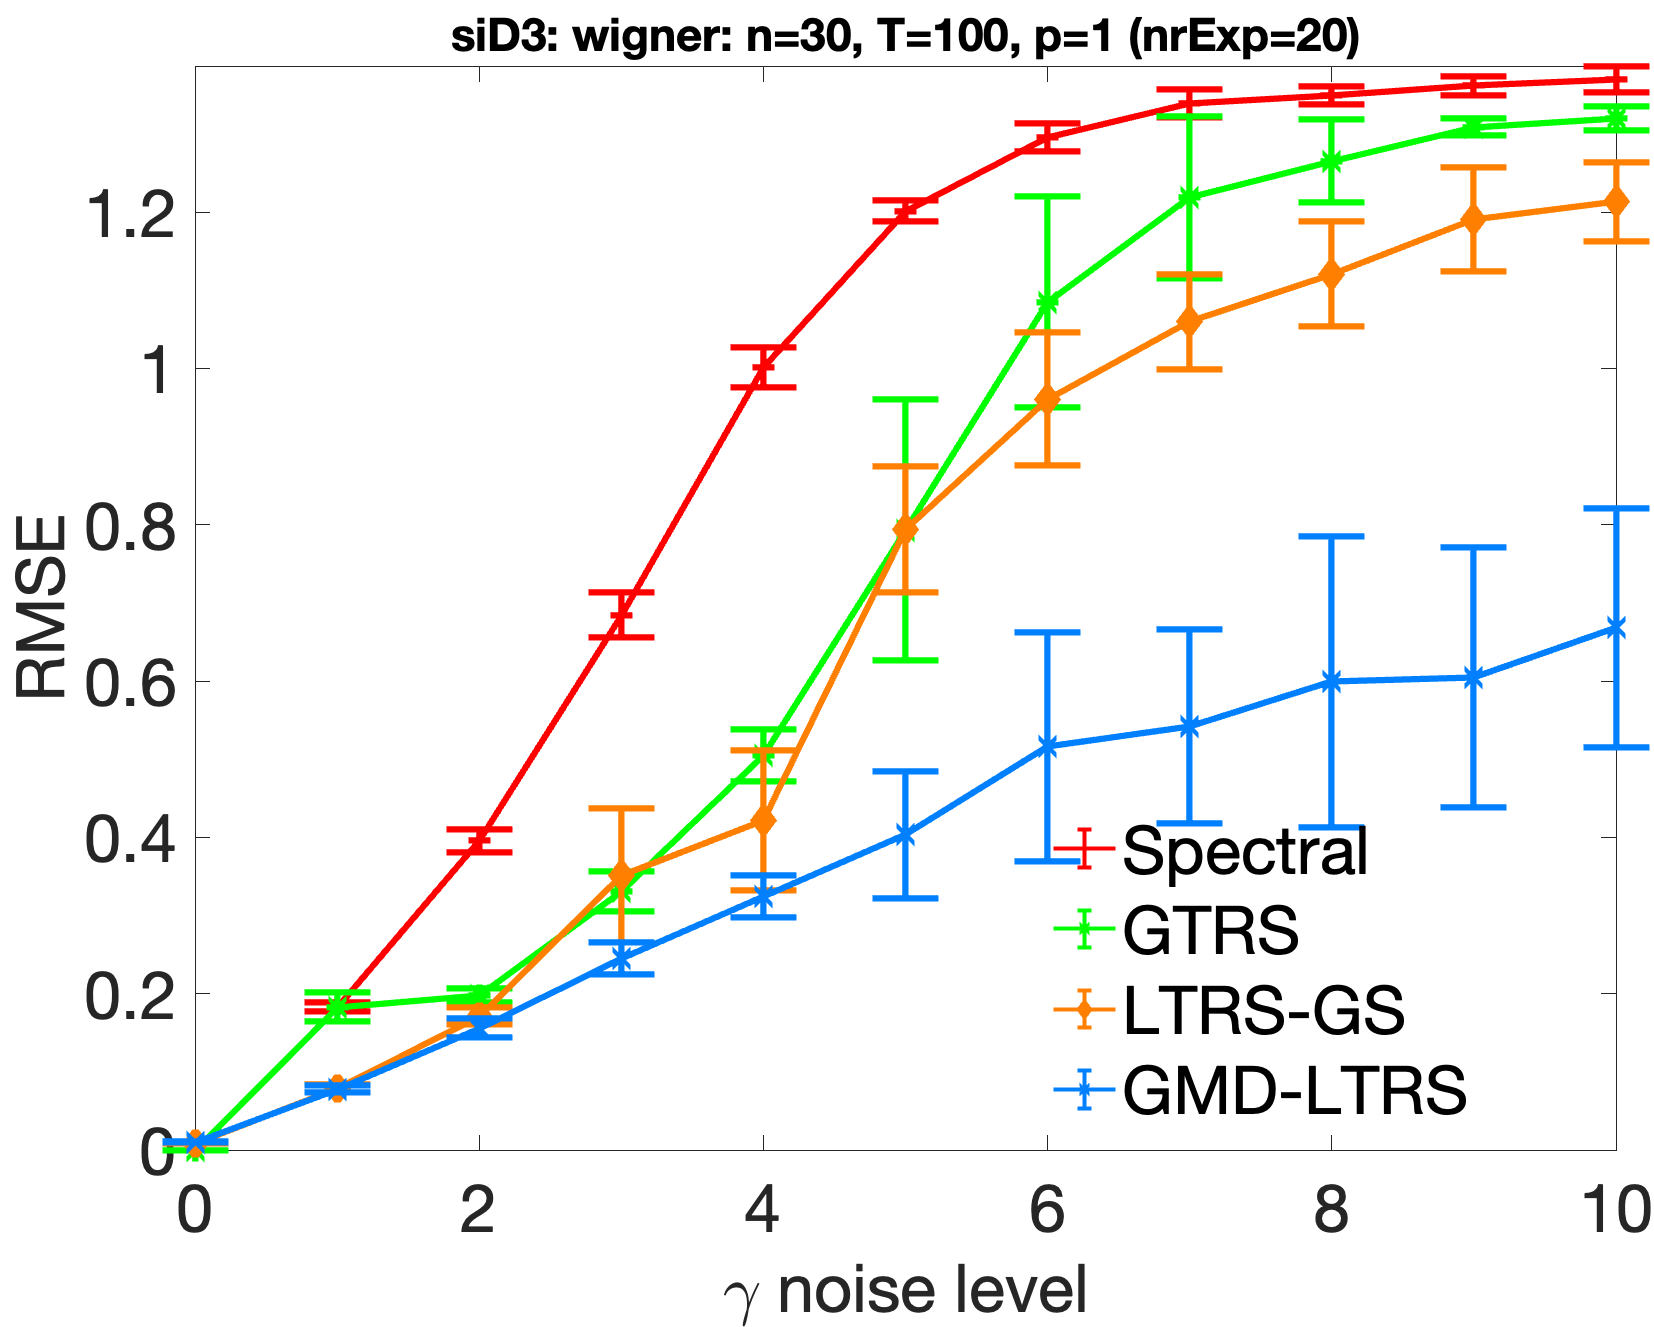 siD3: wigner: n=30, T=100, p=1 (nrExp=20)
RMSE
1.2
1
0.8
0.6
0.4
0.2
0
0 2 4 6 8 10
γ noise level
Spectral
GTRS
LTRS-GS
GMD-LTRS